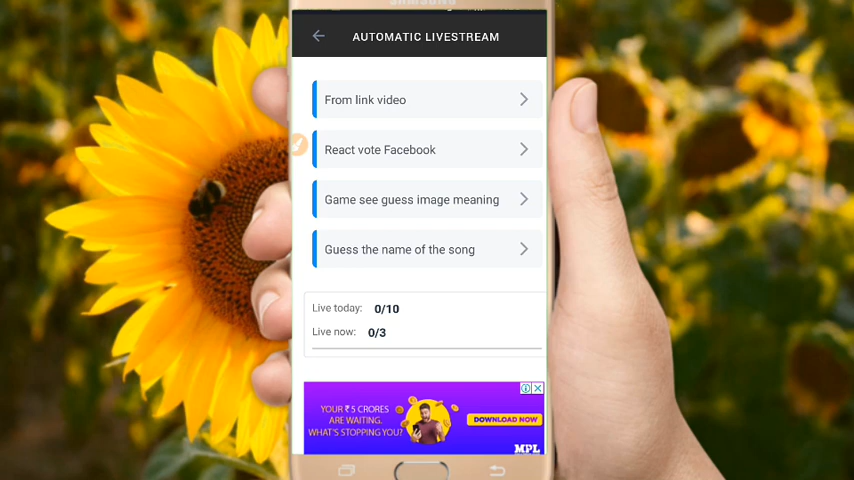 SAMSUNG
AUTOMATIC LIVESTREAM
From link video
React vote Facebook
Game see guess image meaning
Guess the name of the song
Live today: 0/10
Live now: 0/3
YOUR ₹ 5 CRORES
ARE WAITING.
WHAT'S STOPPING YOU?
DOWNLOAD NOW
MPL